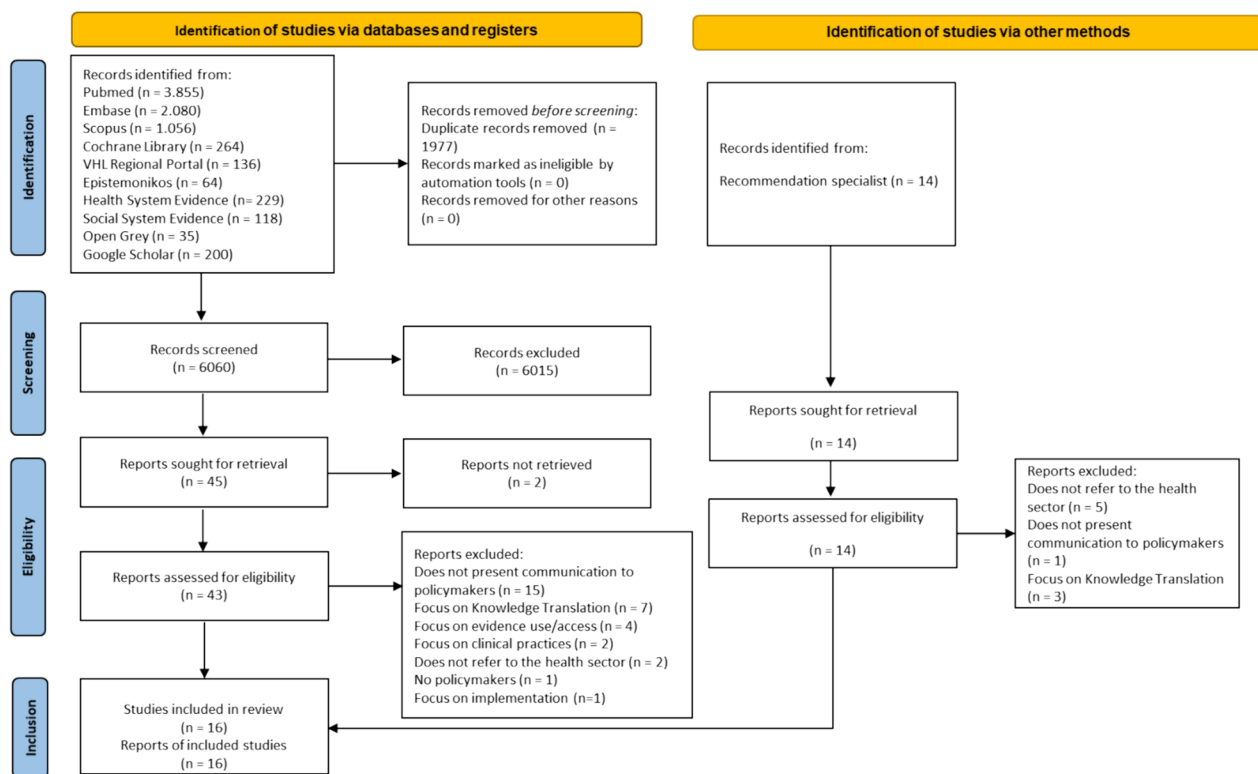 Identification of studies via databases and registers
Identification of studies via other methods
Identification
Records identified from:
Pubmed (n = 3.855)
Embase (n = 2.080)
Scopus (n = 1.056)
Cochrane Library (n = 264)
VHL Regional Portal (n = 136)
Epistemonikos (n = 64)
Health System Evidence (n= 229)
Social System Evidence (n = 118)
Open Grey (n = 35)
Google Scholar (n = 200)
Records removed before screening:
Duplicate records removed (n =
1977)
Records marked as ineligible by
automation tools (n = 0)
Records removed for other reasons
(n = 0)
Records identified from:
Recommendation specialist (n = 14)
Screening
Records screened
(n = 6060)
Records excluded
(n = 6015)
Reports sought for retrieval
(n = 14)
Eligibility
Reports sought for retrieval
(n = 45)
Reports not retrieved
(n = 2)
Reports assessed for eligibility
(n = 14)
Reports excluded:
Does not refer to the health
sector (n = 5)
Does not present
communication to policymakers
(n = 1)
Focus on Knowledge Translation
(n = 3)
Reports assessed for eligibility
(n = 43)
Reports excluded:
Does not present communication to
policymakers (n = 15)
Focus on Knowledge Translation (n = 7)
Focus on evidence use/access (n = 4)
Focus on clinical practices (n = 2)
Does not refer to the health sector (n = 2)
No policymakers (n = 1)
Focus on implementation (n=1)
Inclusion
Studies included in review
(n = 16)
Reports of included studies
(n = 16)